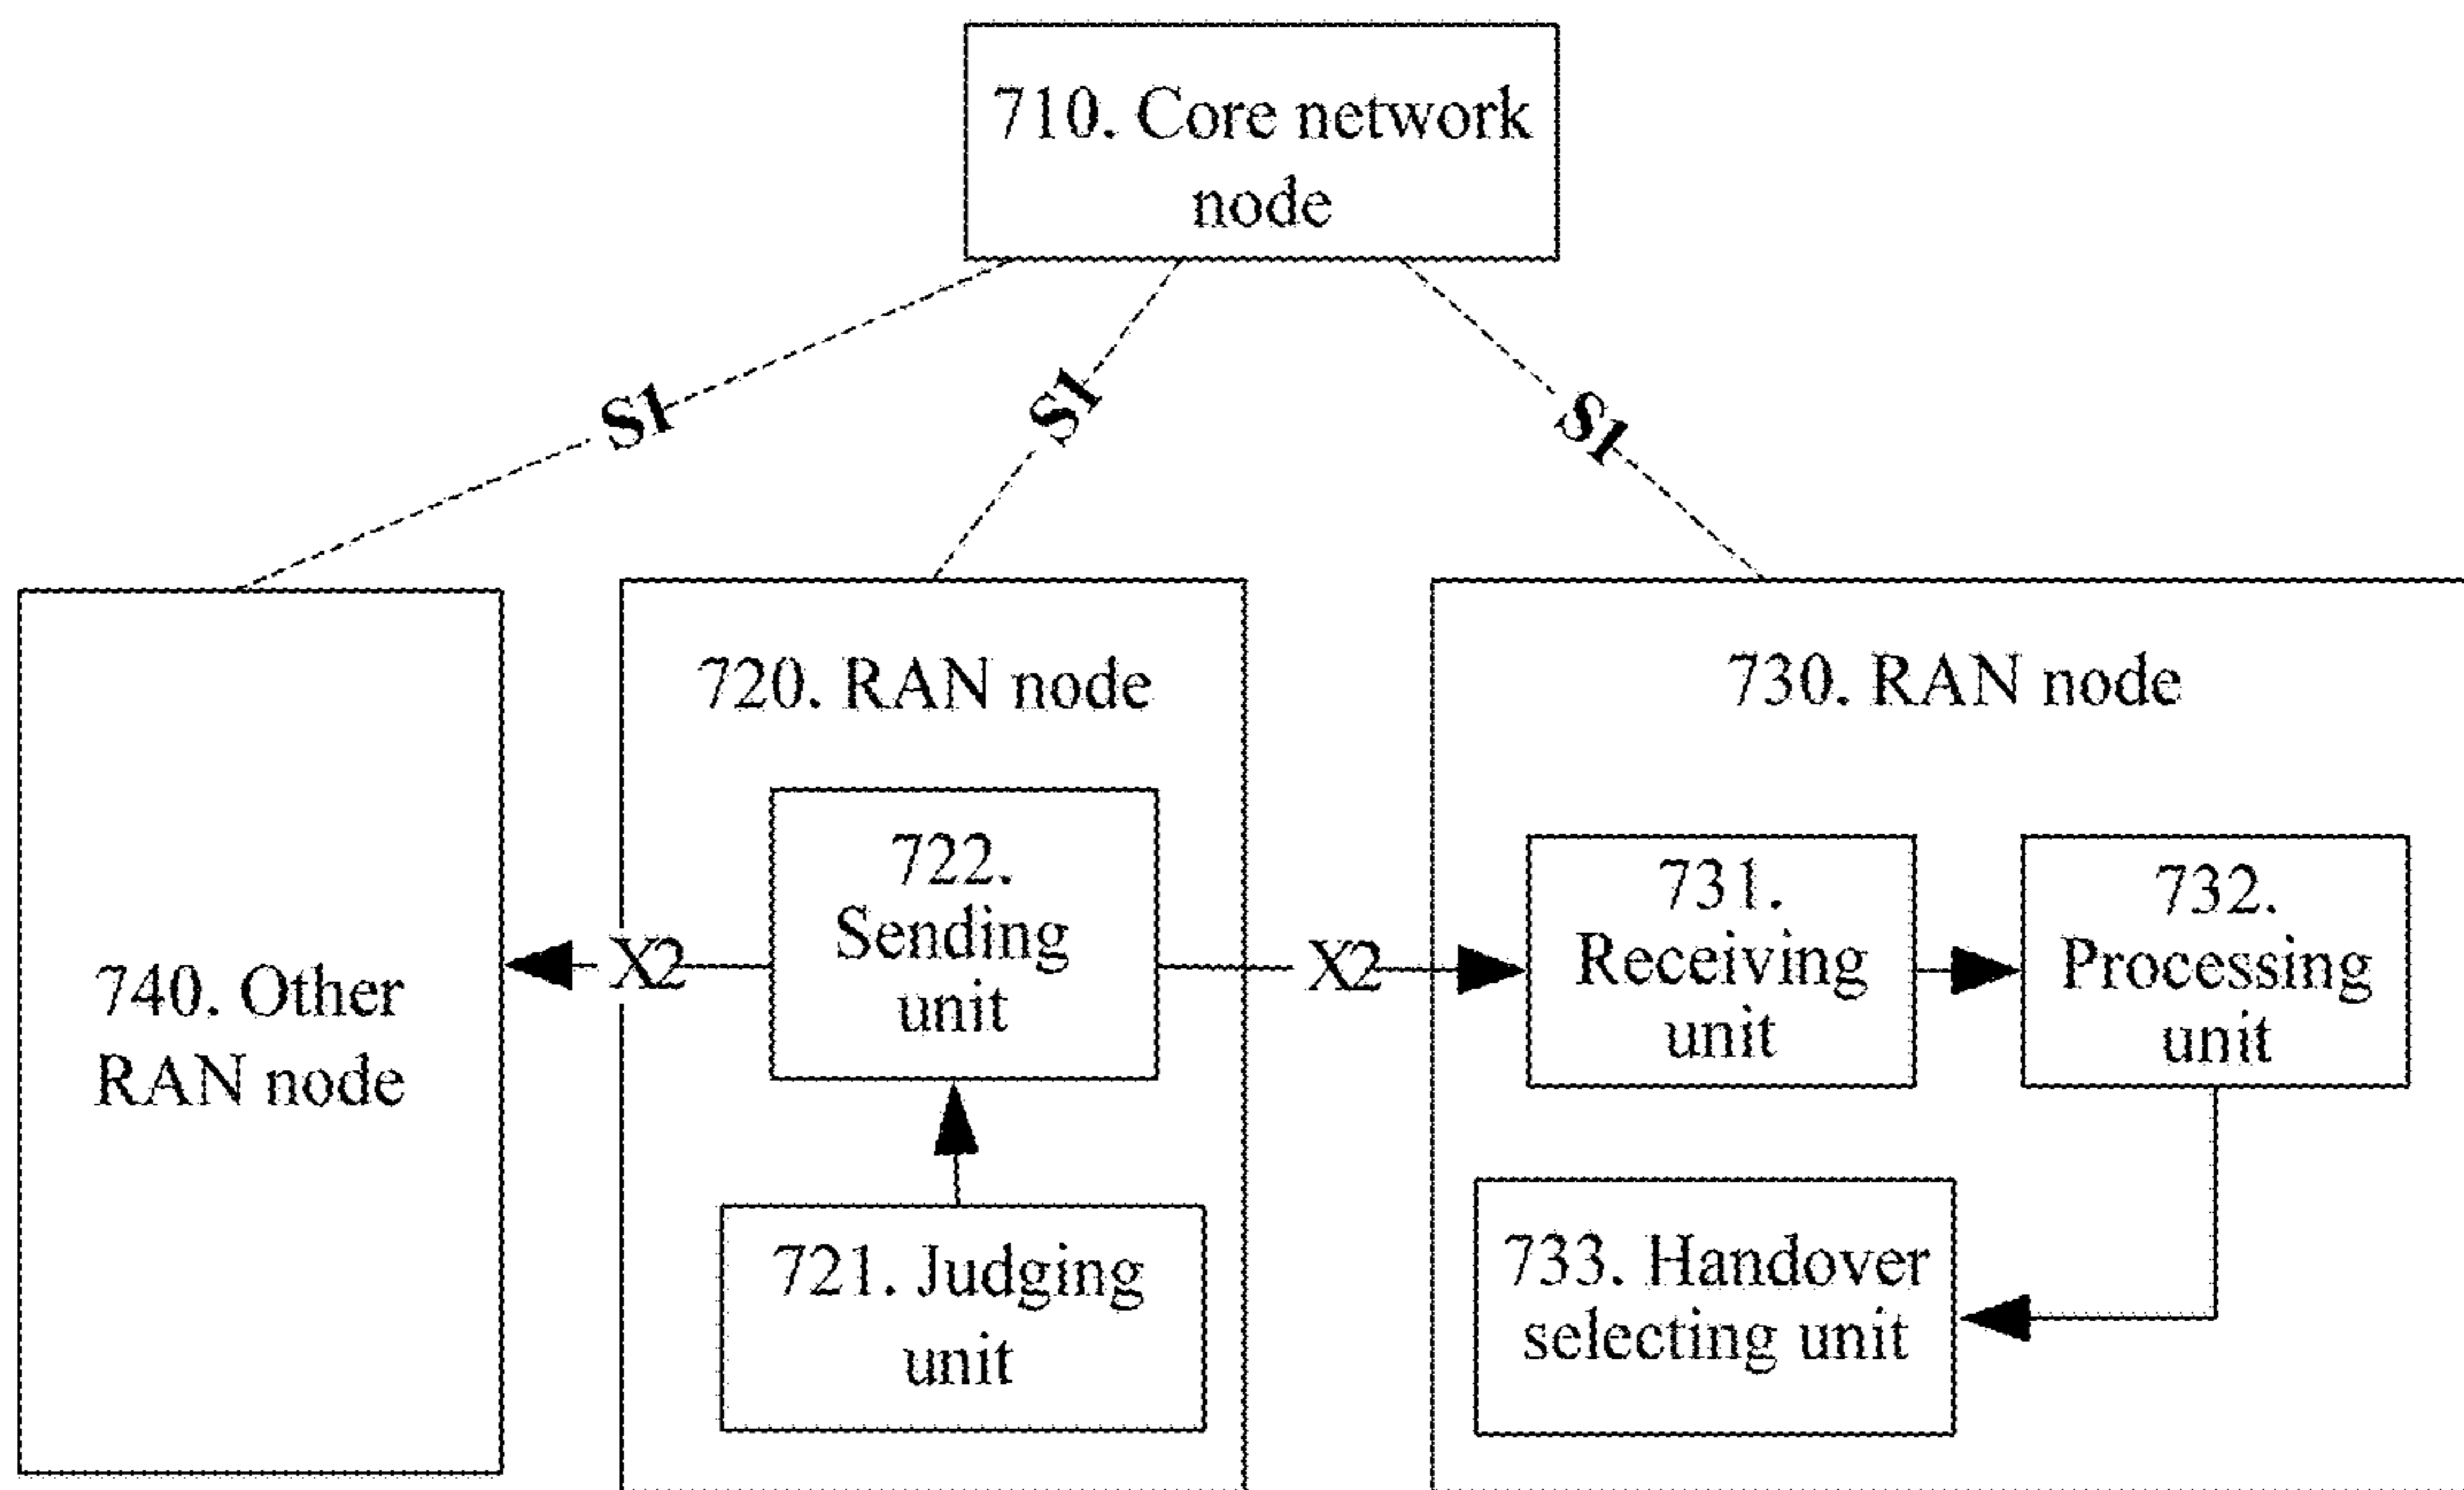 710. Core network
node
S1
S1
S1
740. Other
RAN node
X2
720. RAN node
722.
Sending
unit
721. Judging
unit
X2
730. RAN node
731.
Receiving
unit
732.
Processing
unit
733. Handover
selecting unit